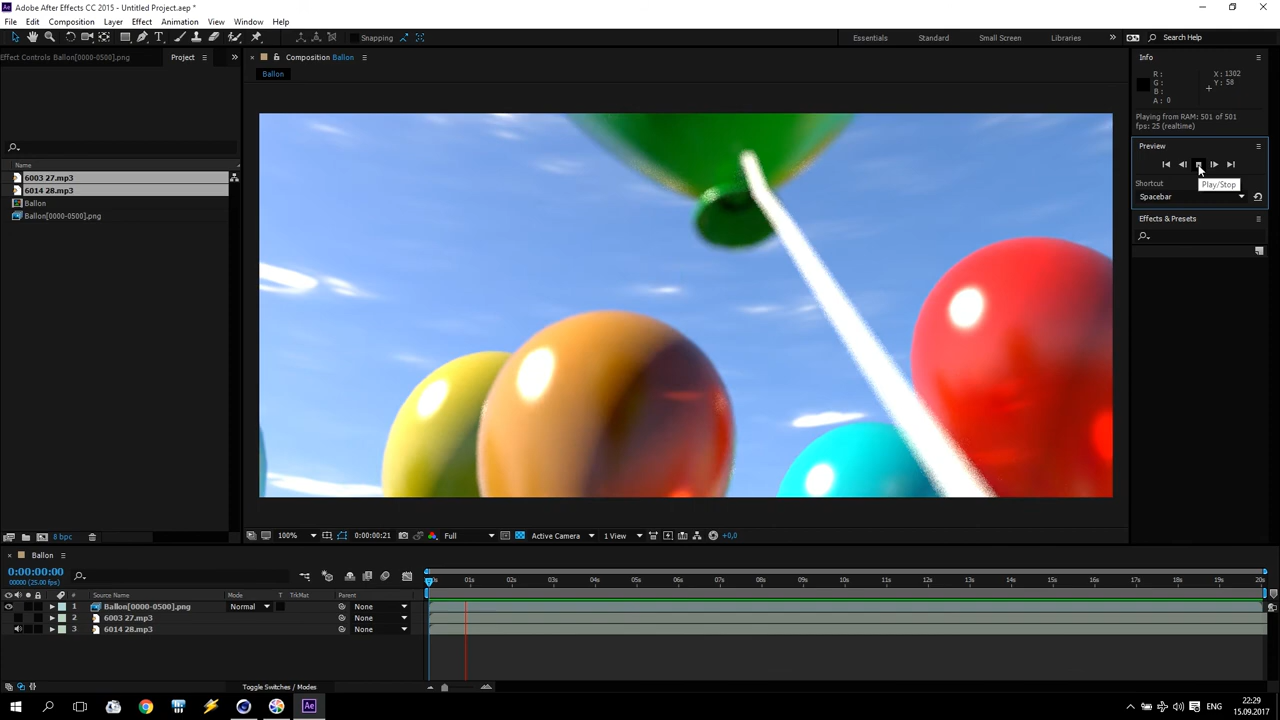 Adobe After Effects CC 2015 - Untitled Project.aep *
File Edit Composition Layer Effect Animation View Window Help
Snapping Essentials Standard Small Screen Libraries Search Help
Effect Controls Ballon[0000-0500].png Project
Composition Ballon
Info
Ballon
R :
G :
B :
A : 0
X : 1302
Y : 58
Playing from RAM: 501 of 501
fps: 25 (realtime)
Preview
Name
6003 27.mp3
6014 28.mp3
Ballon
Ballon[0000-0500].png
Shortcut
Play/Stop
Spacebar
Effects & Presets
8 bpc
100% 0:00:00:21 Full Active Camera 1 View +0,0
Ballon
0:00:00:00
00000 (25.00 fps)
01s 02s 03s 04s 05s 06s 07s 08s 09s 10s 11s 12s 13s 14s 15s 16s 17s 18s 19s 20s
# Source Name Mode T TrkMat Parent
1 Ballon[0000-0500].png Normal None
2 6003 27.mp3 None
3 6014 28.mp3 None
Toggle Switches / Modes
Ae
ENG
22:29
15.09.2017